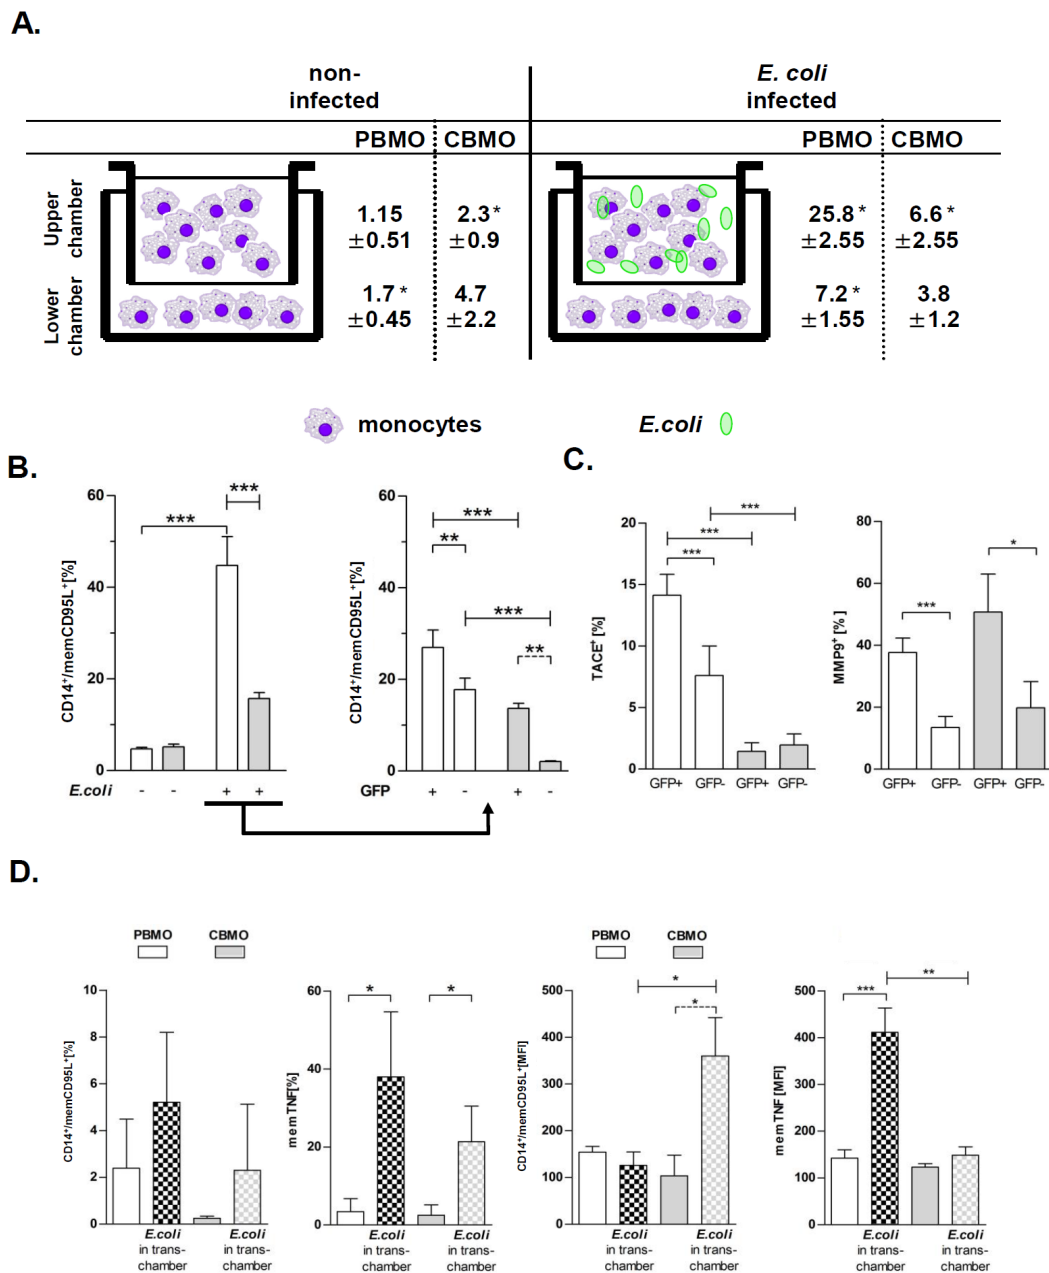 A.
non-
infected
E. coli
infected
PBMO CBMO PBMO CBMO
Upper
chamber
1.15 2.3* 25.8* 6.6*
±0.51 ±0.9 ±2.55 ±2.55
Lower
chamber
1.7* 4.7 7.2* 3.8
±0.45 ±2.2 ±1.55 ±1.2
monocytes E.coli
B.
CD14⁺/memCD95L⁺[%]
60
40
20
0
***
***
E.coli - - + +
CD14⁺/memCD95L⁺[%]
60
40
20
0
***
**
***
**
GFP + - + -
C.
TACE⁺[%]
20
15
10
5
0
***
***
***
GFP+ GFP- GFP+ GFP-
MMP9⁺[%]
80
60
40
20
0
***
*
GFP+ GFP- GFP+ GFP-
D.
PBMO CBMO
CD14⁺/memCD95L⁺[%]
10
8
6
4
2
0
E.coli E.coli
in trans- in trans-
chamber chamber
memTNF[%]
60
40
20
0
* *
E.coli E.coli
in trans- in trans-
chamber chamber
PBMO CBMO
CD14⁺/memCD95L⁺[MFI]
500
400
300
200
100
0
*
*
E.coli E.coli
in trans- in trans-
chamber chamber
memTNF [MFI]
500
400
300
200
100
0
**
***
E.coli E.coli
in trans- in trans-
chamber chamber